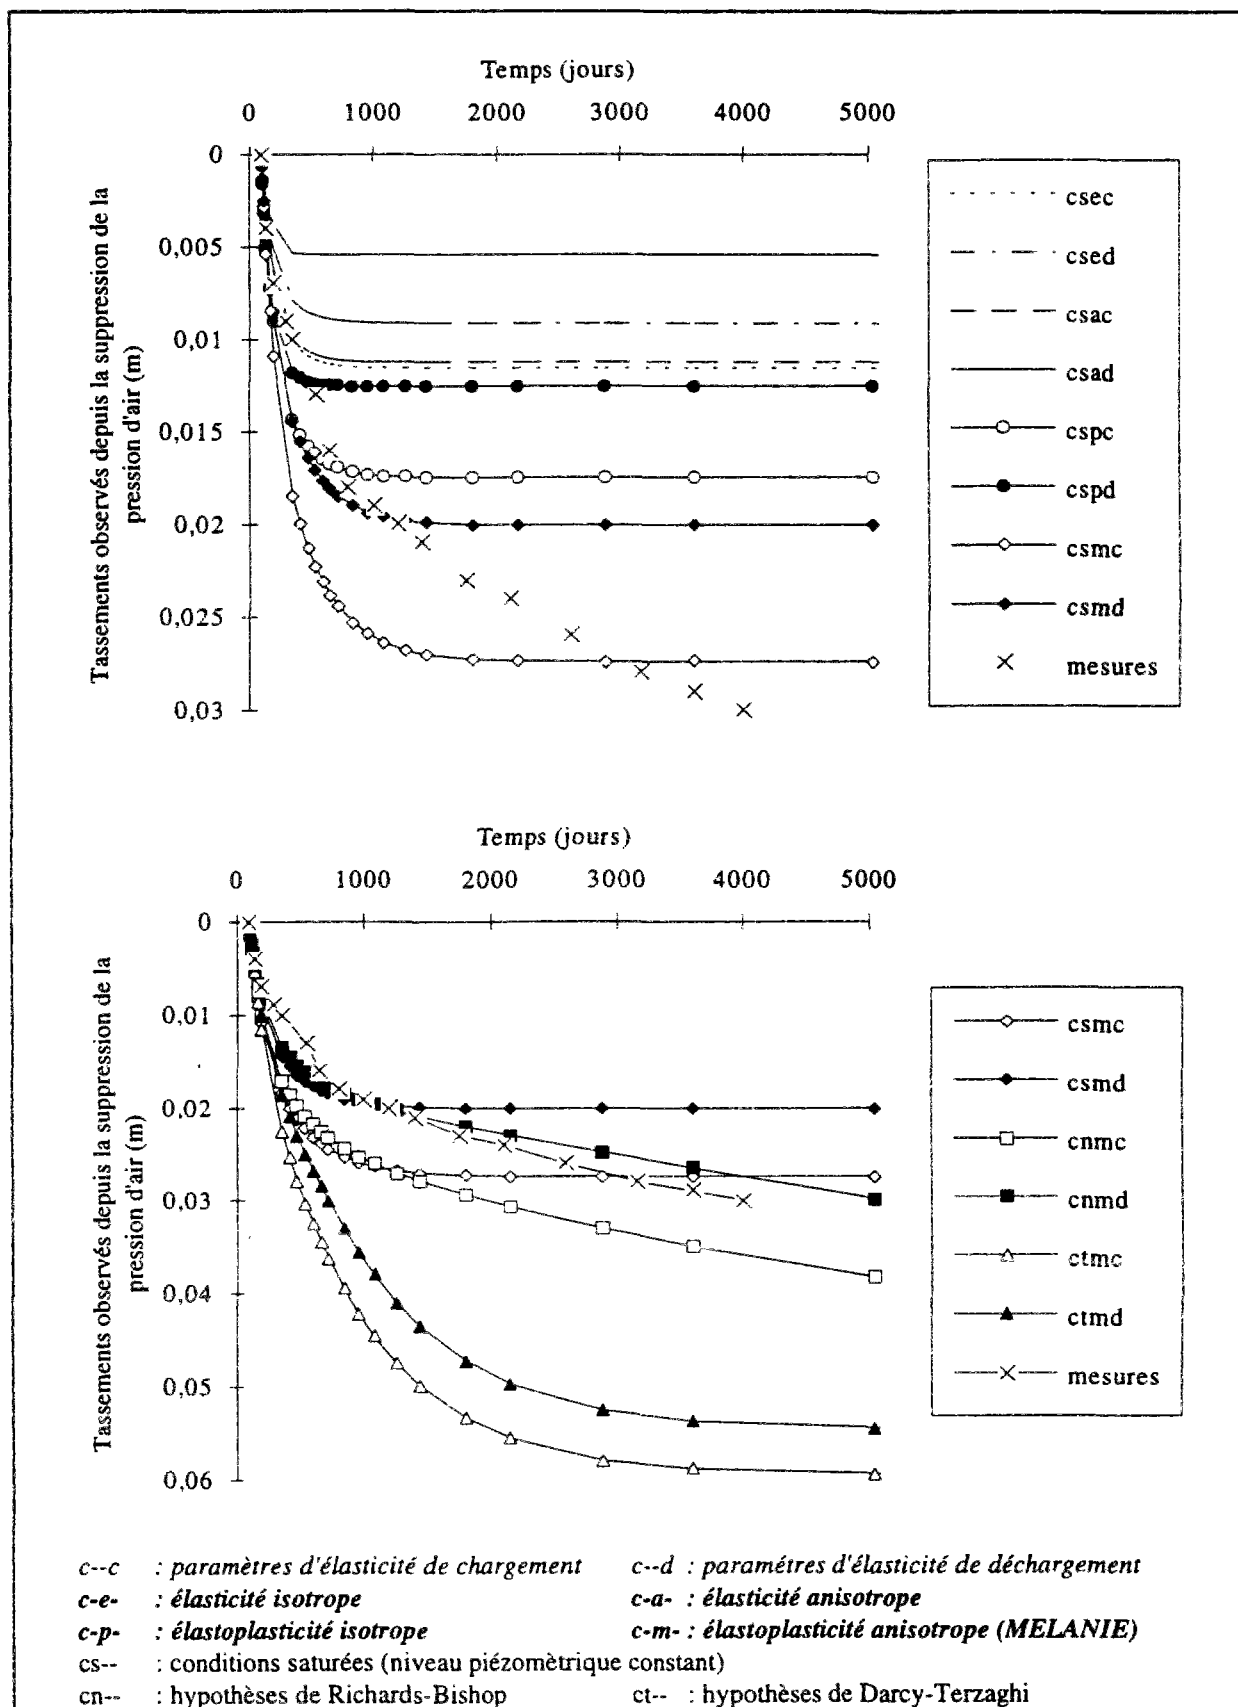 Temps (jours)
0 1000 2000 3000 4000 5000
Tassements observés depuis la suppression de la
pression d'air (m)
0
0,005
0,01
0,015
0,02
0,025
0,03
csec
csed
csac
csad
cspc
cspd
csmc
csmd
mesures
Temps (jours)
0 1000 2000 3000 4000 5000
Tassements observés depuis la suppression de la
pression d'air (m)
0
0,01
0,02
0,03
0,04
0,05
0,06
csmc
csmd
cnmc
cnmd
ctmc
ctmd
mesures
c--c : paramètres d'élasticité de chargement c--d : paramétres d'élasticité de déchargement
c-e- : élasticité isotrope c-a- : élasticité anisotrope
c-p- : élastoplasticité isotrope c-m- : élastoplasticité anisotrope (MELANIE)
cs-- : conditions saturées (niveau piézomètrique constant)
cn-- : hypothèses de Richards-Bishop ct-- : hypothèses de Darcy-Terzaghi